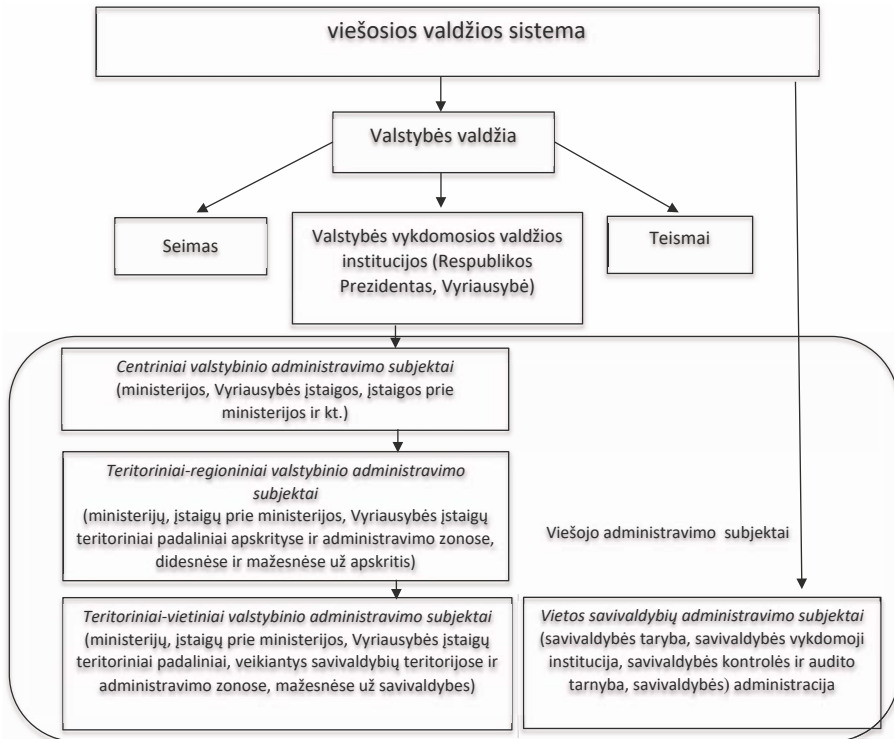 viešosios valdžios sistema
Valstybės valdžia
Seimas
Valstybės vykdomosios valdžios
institucijos (Respublikos
Prezidentas, Vyriausybė)
Teismai
Centriniai valstybinio administravimo subjektai
(ministerijos, Vyriausybės įstaigos, įstaigos prie
ministerijos ir kt.)
Teritoriniai-regioniniai valstybinio administravimo
subjektai
(ministerijų, įstaigų prie ministerijos, Vyriausybės įstaigų
teritoriniai padaliniai apskrityse ir administravimo zonose,
didesnėse ir mažesnėse už apskritis)
Viešojo administravimo subjektai
Teritoriniai-vietiniai valstybinio administravimo subjektai
(ministerijų, įstaigų prie ministerijos, Vyriausybės įstaigų
teritoriniai padaliniai, veikiantys savivaldybių teritorijose ir
administravimo zonose, mažesnėse už savivaldybes)
Vietos savivaldybių administravimo subjektai
(savivaldybės taryba, savivaldybės vykdomoji
institucija, savivaldybės kontrolės ir audito
tarnyba, savivaldybės) administracija